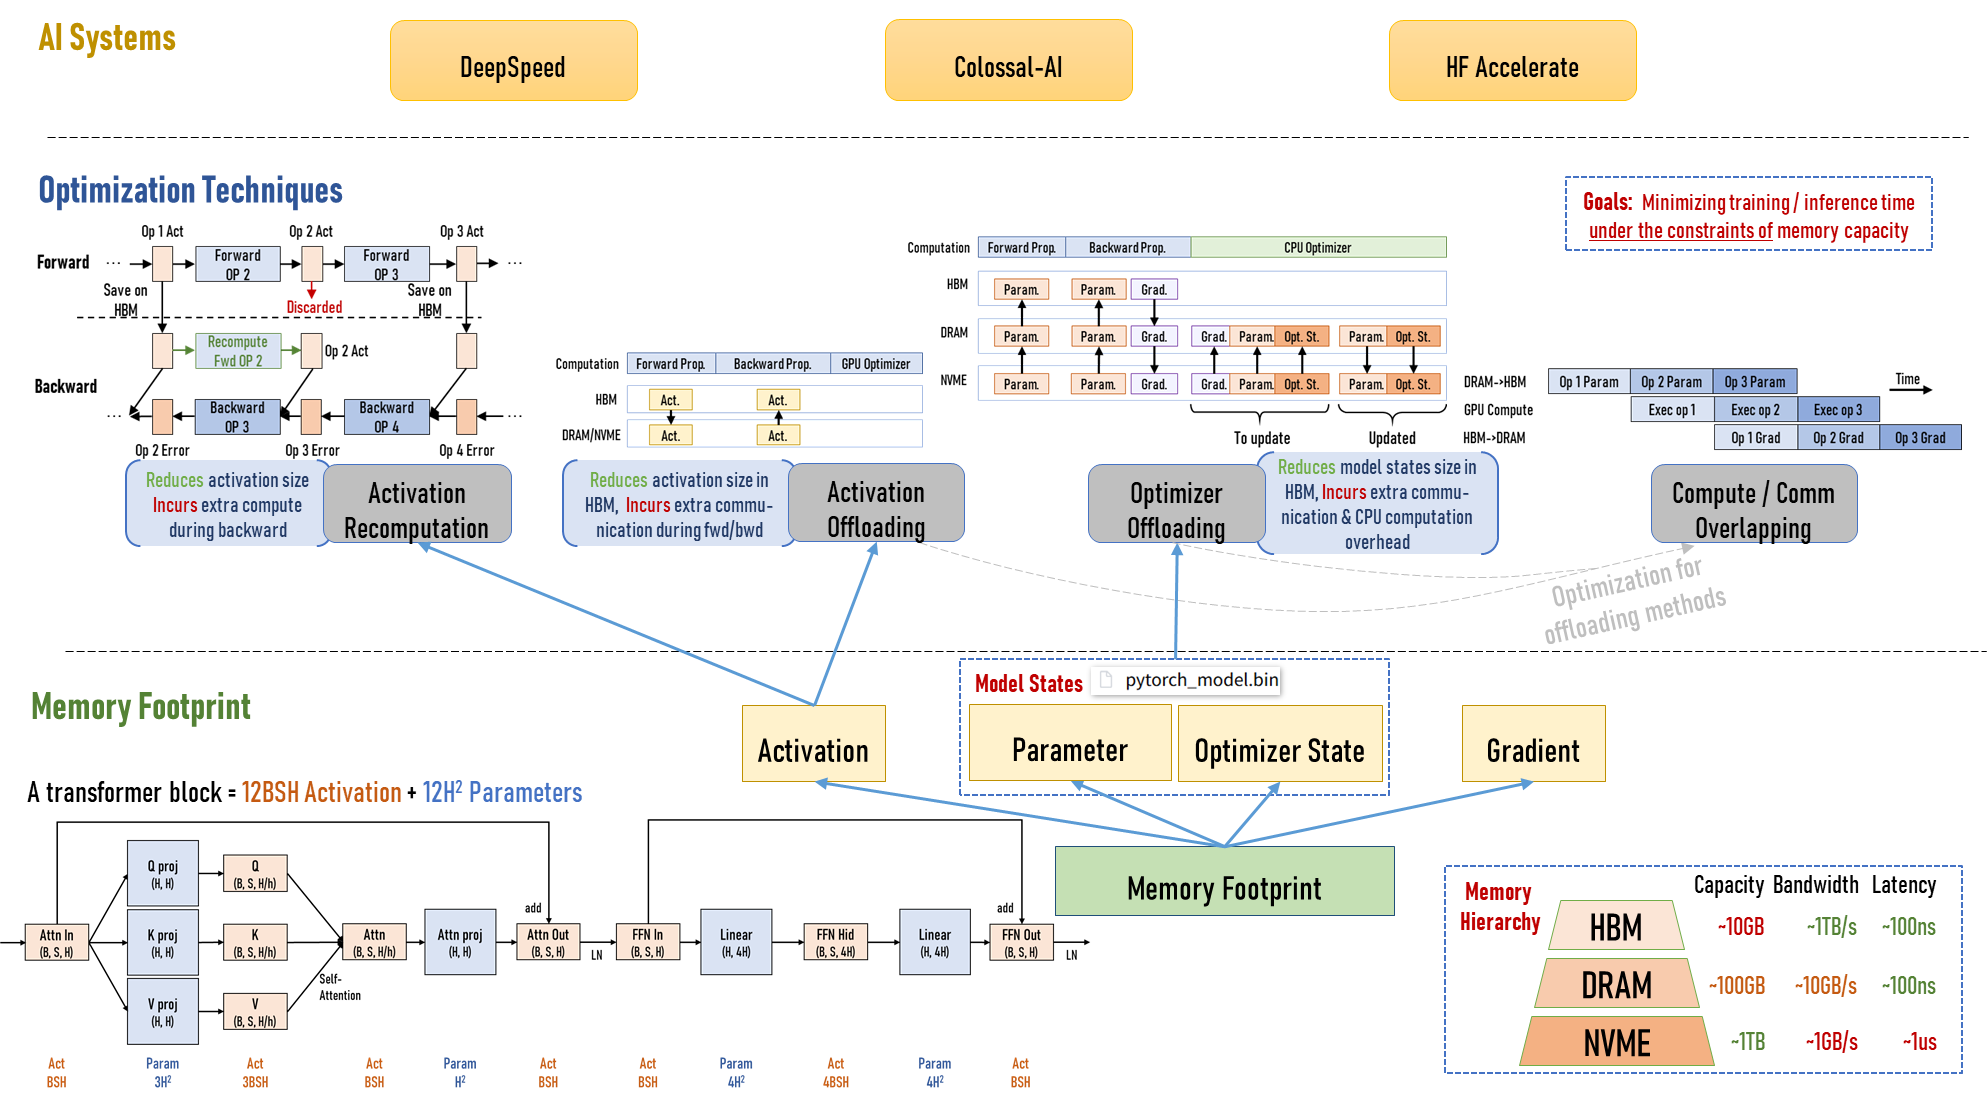 AI Systems
DeepSpeed
Colossal-AI
HF Accelerate
Optimization Techniques
Goals: Minimizing training / inference time
under the constraints of memory capacity
Op 1 Act
Op 2 Act
Op 3 Act
Forward
...
Forward
OP 2
Forward
OP 3
...
Save on
HBM
Discarded
Save on
HBM
Recompute
Fwd OP 2
Op 2 Act
Backward
...
Backward
OP 3
Backward
OP 4
...
Op 2 Error
Op 3 Error
Op 4 Error
Reduces activation size
Incurs extra compute
during backward
Activation
Recomputation
Computation
Forward Prop.
Backward Prop.
GPU Optimizer
HBM
Act.
Act.
DRAM/NVME
Act.
Act.
Reduces activation size in
HBM, Incurs extra commu-
nication during fwd/bwd
Activation
Offloading
Computation
Forward Prop.
Backward Prop.
CPU Optimizer
HBM
Param.
Param.
Grad.
DRAM
Param.
Param.
Grad.
Grad.
Param.
Opt. St.
Param.
Opt. St.
NVME
Param.
Param.
Grad.
Grad.
Param.
Opt. St.
Param.
Opt. St.
To update
Updated
Optimizer
Offloading
Reduces model states size in
HBM, Incurs extra commu-
nication & CPU computation
overhead
DRAM->HBM
Op 1 Param
Op 2 Param
Op 3 Param
Time
GPU Compute
Exec op 1
Exec op 2
Exec op 3
HBM->DRAM
Op 1 Grad
Op 2 Grad
Op 3 Grad
Compute / Comm
Overlapping
Optimization for
offloading methods
Memory Footprint
Model States
pytorch_model.bin
Activation
Parameter
Optimizer State
Gradient
Memory Footprint
A transformer block = 12BSH Activation + 12H² Parameters
Attn In
(B, S, H)
Q proj
(H, H)
K proj
(H, H)
V proj
(H, H)
Q
(B, S, H/h)
K
(B, S, H/h)
V
(B, S, H/h)
Self-
Attention
Attn
(B, S, H/h)
Attn proj
(H, H)
add
Attn Out
(B, S, H)
LN
FFN In
(B, S, H)
Linear
(H, 4H)
FFN Hid
(B, S, 4H)
Linear
(H, 4H)
add
FFN Out
(B, S, H)
LN
Act
BSH
Param
3H²
Act
3BSH
Act
BSH
Param
H²
Act
BSH
Act
BSH
Param
4H²
Act
4BSH
Param
4H²
Act
BSH
Memory
Hierarchy
Capacity Bandwidth Latency
HBM ~10GB ~1TB/s ~100ns
DRAM ~100GB ~10GB/s ~100ns
NVME ~1TB ~1GB/s ~1us